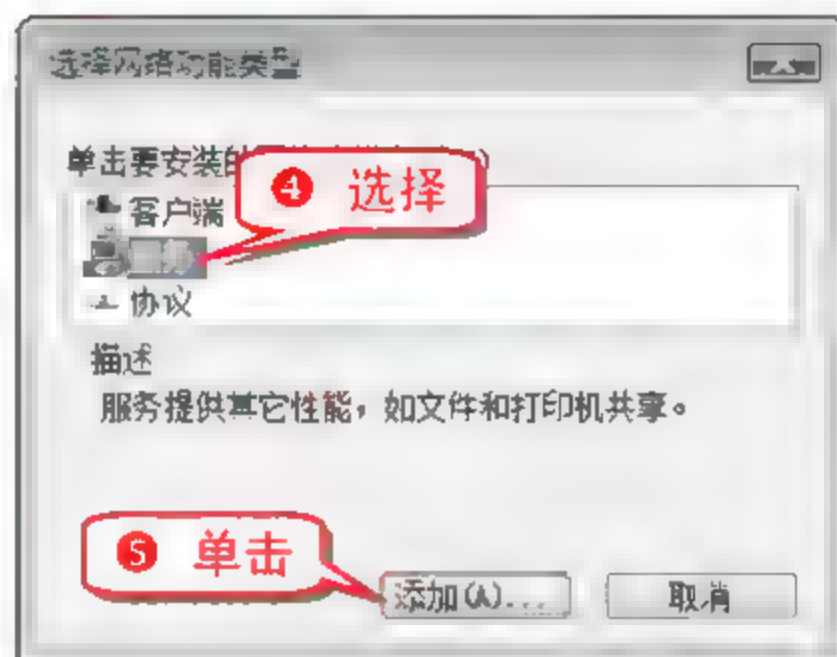 选择网络功能类型
单击要安装的
❹ 选择
客户端
服务
协议
描述
服务提供其它性能，如文件和打印机共享。
❺ 单击
添加(A)...
取消